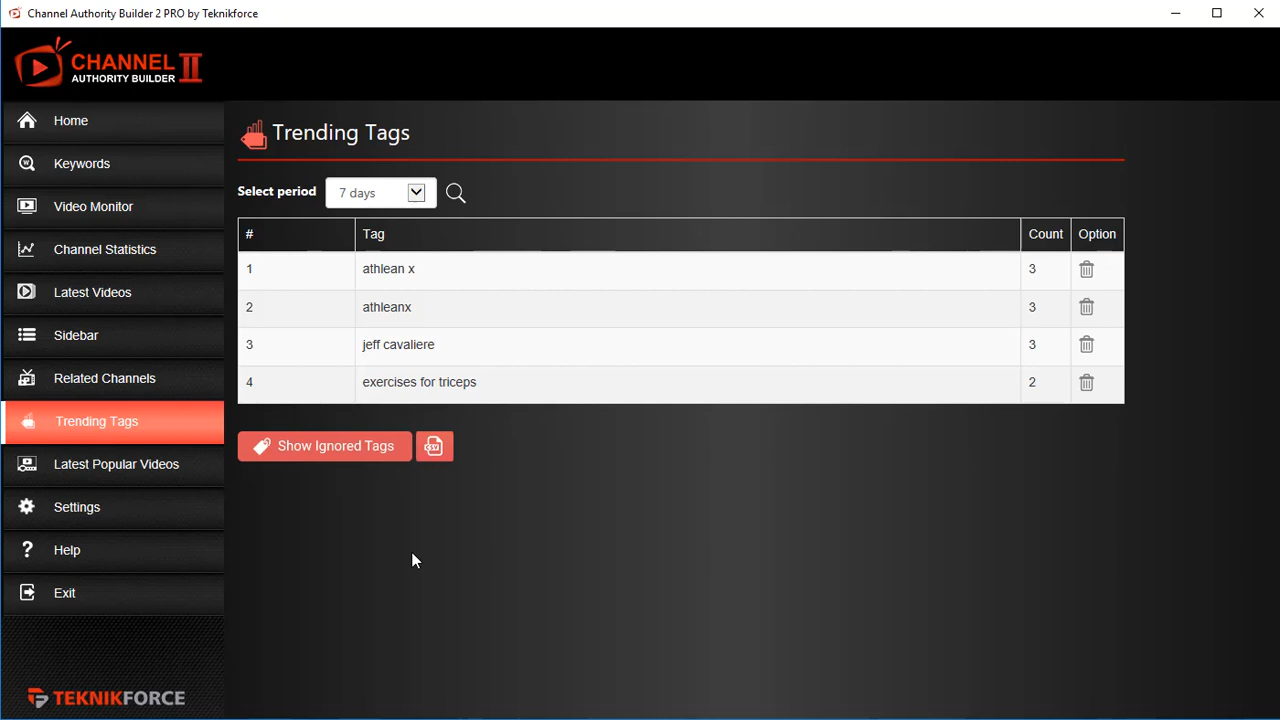 Channel Authority Builder 2 PRO by Teknikforce
CHANNEL II
AUTHORITY BUILDER
Home
Keywords
Video Monitor
Channel Statistics
Latest Videos
Sidebar
Related Channels
Trending Tags
Latest Popular Videos
Settings
Help
Exit
TEKNIKFORCE
Trending Tags
Select period 7 days
# Tag Count Option
1 athlean x 3
2 athleanx 3
3 jeff cavaliere 3
4 exercises for triceps 2
Show Ignored Tags CSV